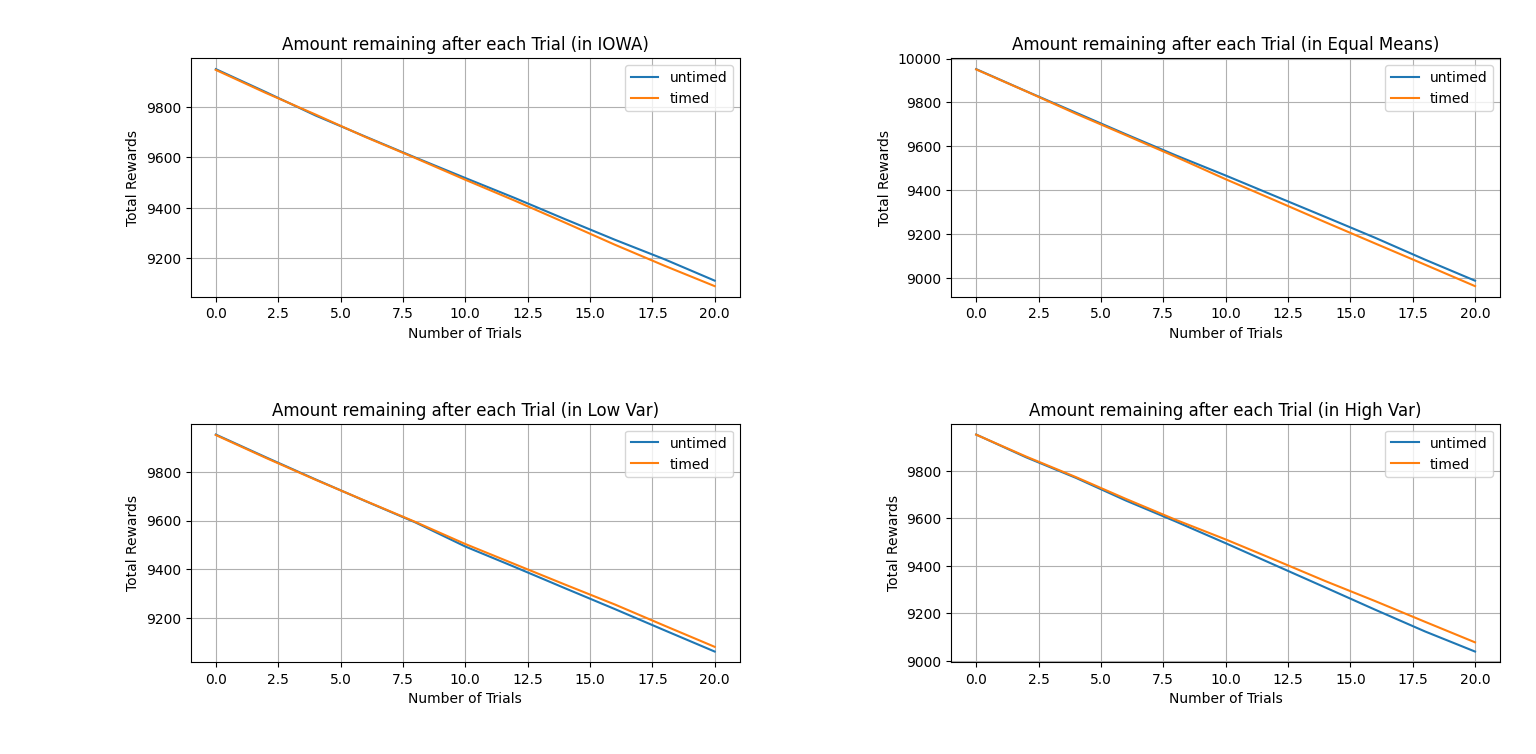 Amount remaining after each Trial (in IOWA)
Total Rewards
9800
9600
9400
9200
untimed
timed
0.0 2.5 5.0 7.5 10.0 12.5 15.0 17.5 20.0
Number of Trials
Amount remaining after each Trial (in Equal Means)
Total Rewards
10000
9800
9600
9400
9200
9000
untimed
timed
0.0 2.5 5.0 7.5 10.0 12.5 15.0 17.5 20.0
Number of Trials
Amount remaining after each Trial (in Low Var)
Total Rewards
9800
9600
9400
9200
untimed
timed
0.0 2.5 5.0 7.5 10.0 12.5 15.0 17.5 20.0
Number of Trials
Amount remaining after each Trial (in High Var)
Total Rewards
9800
9600
9400
9200
9000
untimed
timed
0.0 2.5 5.0 7.5 10.0 12.5 15.0 17.5 20.0
Number of Trials